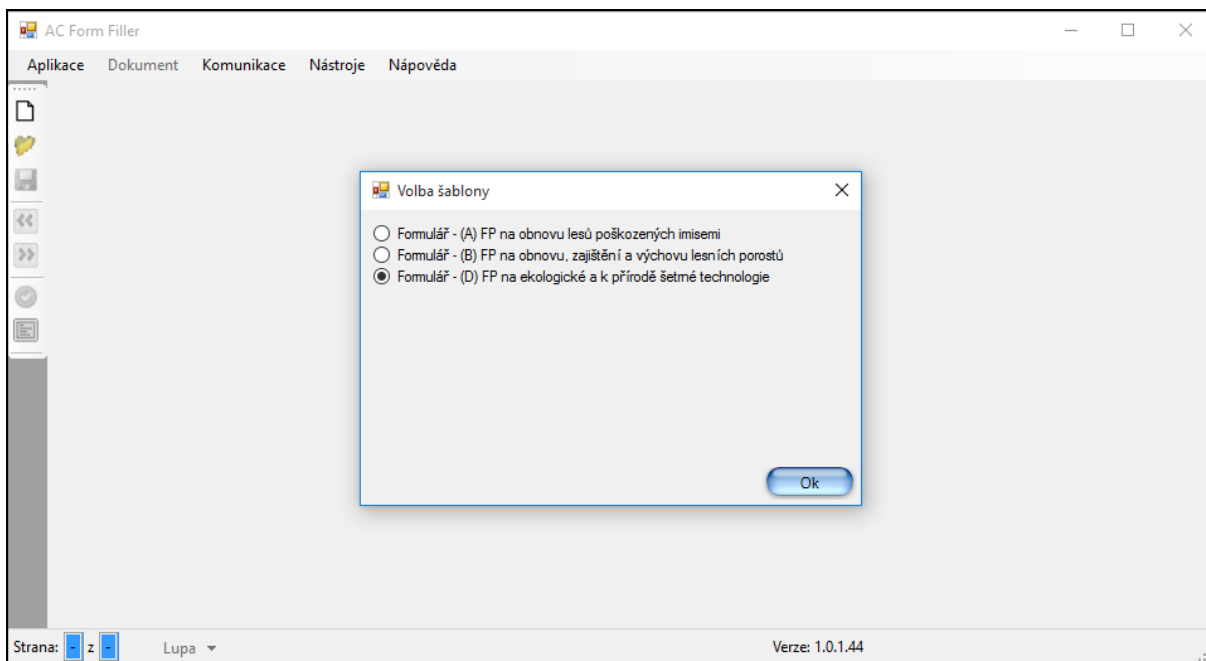 AC Form Filler
Aplikace Dokument Komunikace Nástroje Nápověda
Volba šablony
Formulář - (A) FP na obnovu lesů poškozených imisemi
Formulář - (B) FP na obnovu, zajištění a výchovu lesních porostů
Formulář - (D) FP na ekologické a k přírodě šetrné technologie
Ok
Strana: - z - Lupa Verze: 1.0.1.44